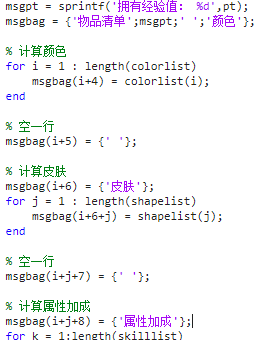 msgpt = sprintf('拥有经验值： %d',pt);
msgbag = {'物品清单';msgpt;' ';'颜色'};
% 计算颜色
for i = 1 : length(colorlist)
msgbag(i+4) = colorlist(i);
end
% 空一行
msgbag(i+5) = {' '};
% 计算皮肤
msgbag(i+6) = {'皮肤'};
for j = 1 : length(shapelist)
msgbag(i+6+j) = shapelist(j);
end
% 空一行
msgbag(i+j+7) = {' '};
% 计算属性加成
msgbag(i+j+8) = {'属性加成'};
for k = 1:length(skilllist)